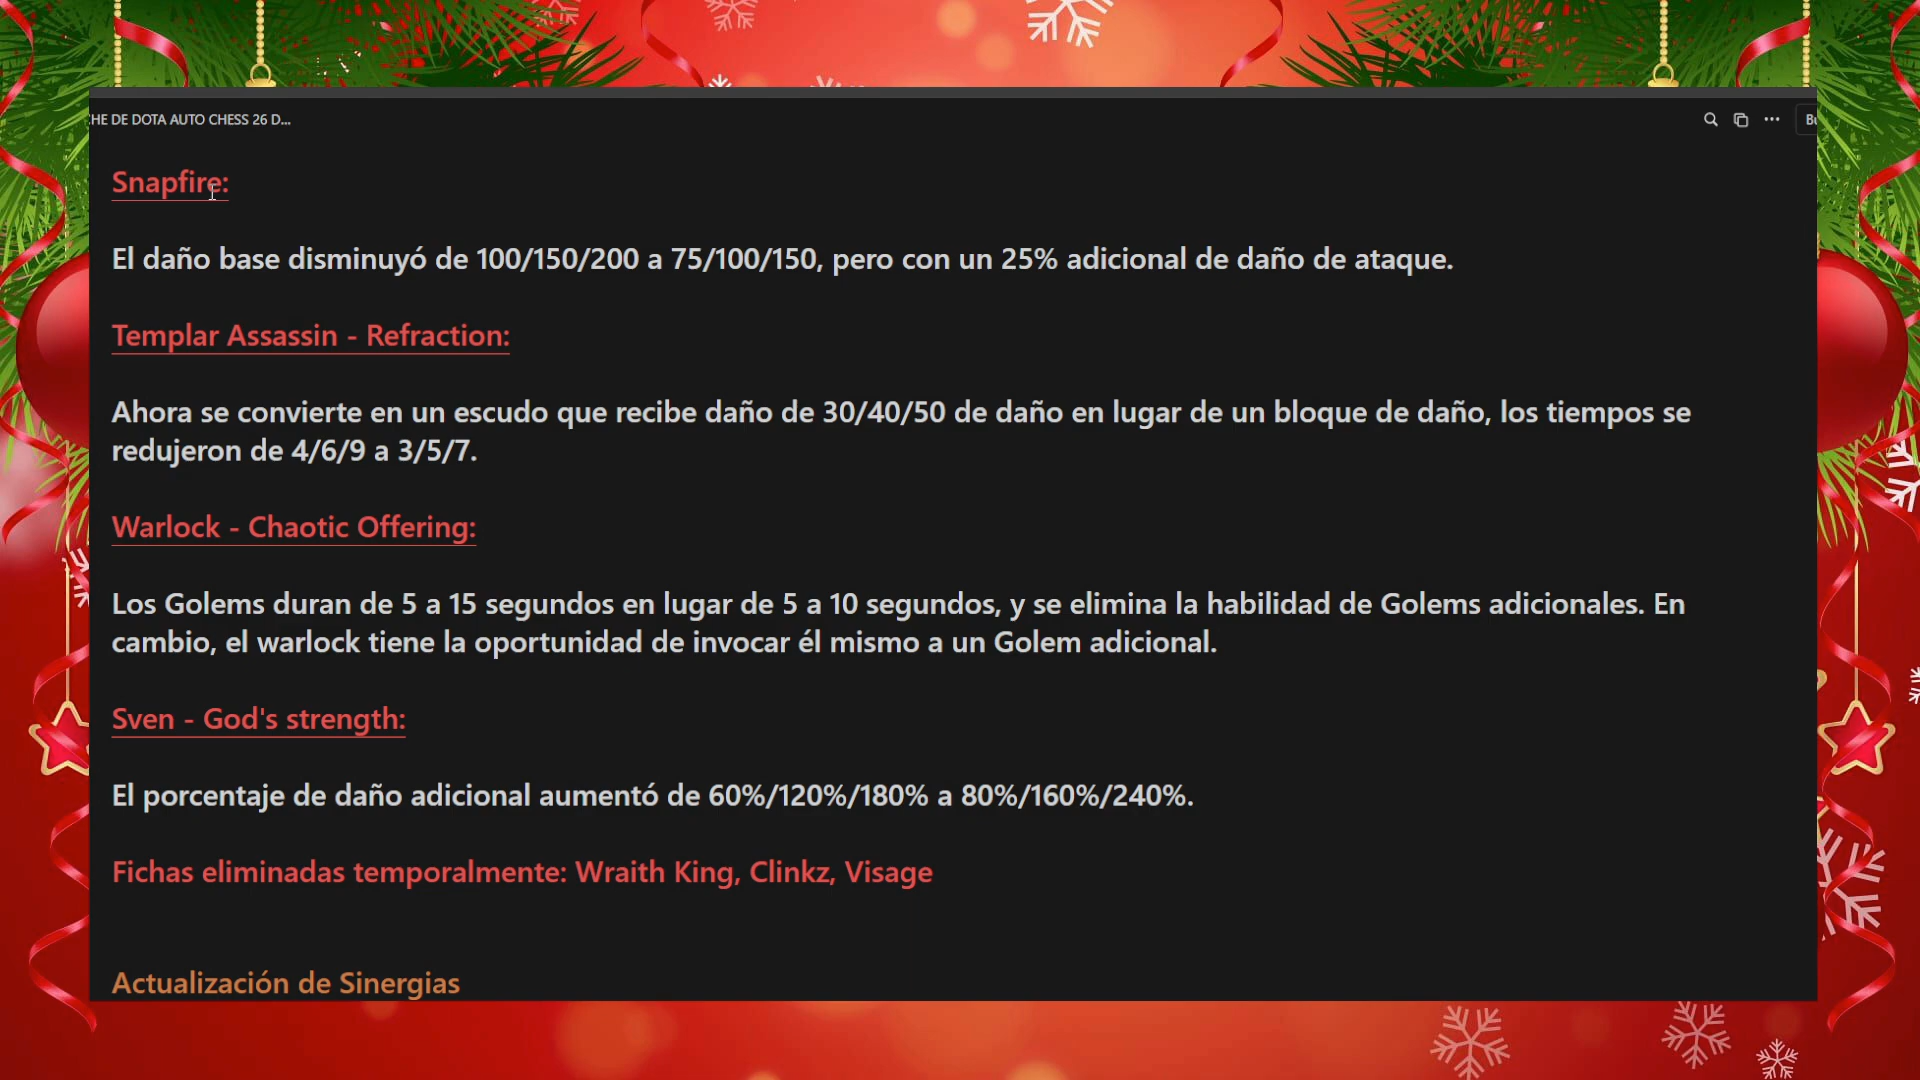 HE DE DOTA AUTO CHESS 26 D...
Snapfire:
El daño base disminuyó de 100/150/200 a 75/100/150, pero con un 25% adicional de daño de ataque.
Templar Assassin - Refraction:
Ahora se convierte en un escudo que recibe daño de 30/40/50 de daño en lugar de un bloque de daño, los tiempos se
redujeron de 4/6/9 a 3/5/7.
Warlock - Chaotic Offering:
Los Golems duran de 5 a 15 segundos en lugar de 5 a 10 segundos, y se elimina la habilidad de Golems adicionales. En
cambio, el warlock tiene la oportunidad de invocar él mismo a un Golem adicional.
Sven - God's strength:
El porcentaje de daño adicional aumentó de 60%/120%/180% a 80%/160%/240%.
Fichas eliminadas temporalmente: Wraith King, Clinkz, Visage
Actualización de Sinergias